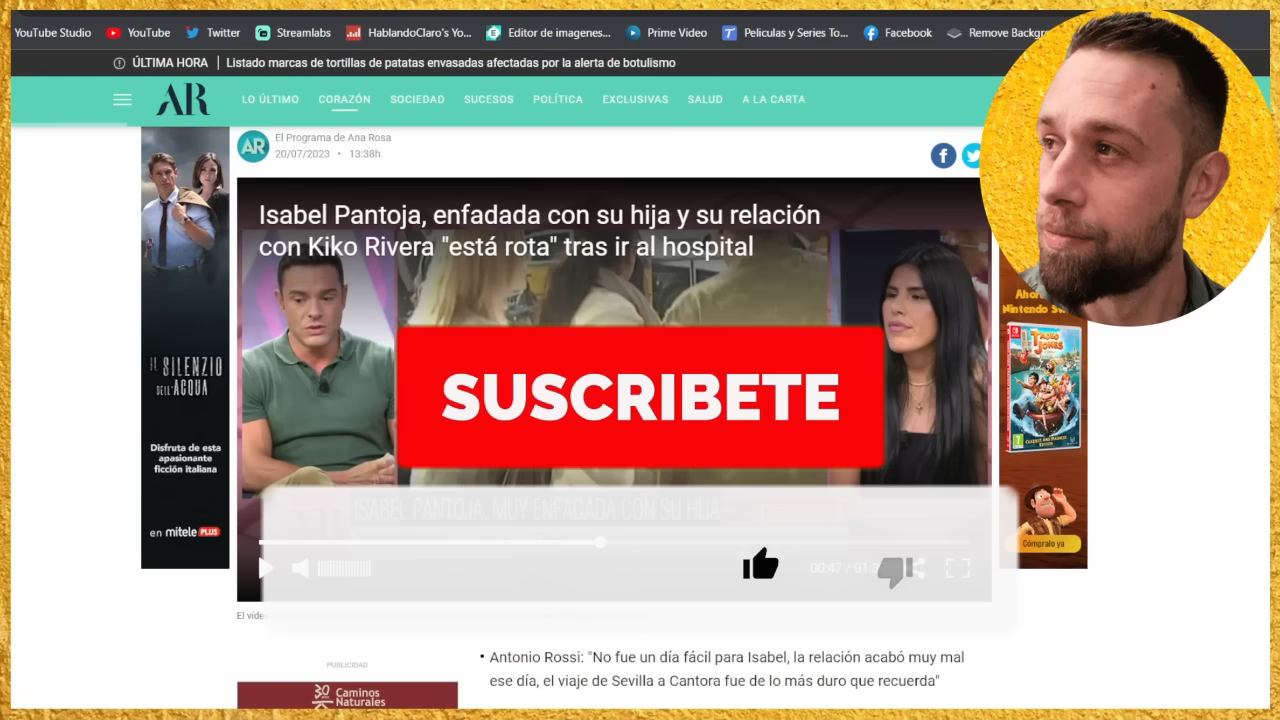 YouTube Studio YouTube Twitter Streamlabs HablandoClaro's Yo... Editor de imagenes... Prime Video Peliculas y Series To... Facebook Remove Backgr
ÚLTIMA HORA | Listado marcas de tortillas de patatas envasadas afectadas por la alerta de botulismo
AR LO ÚLTIMO CORAZÓN SOCIEDAD SUCESOS POLÍTICA EXCLUSIVAS SALUD A LA CARTA
AR El Programa de Ana Rosa
20/07/2023 • 13:38h.
Isabel Pantoja, enfadada con su hija y su relación
con Kiko Rivera "está rota" tras ir al hospital
SUSCRIBETE
ISABEL PANTOJA, MUY ENFADADA CON SU HIJA
00:47
IL SILENZIO
DELL'ACQUA
Disfruta de esta
apasionante
ficción italiana
en mitele PLUS
Nintendo
TADEO
JONES
Cómpralo ya
El
PUBLICIDAD
30 Caminos
Naturales
• Antonio Rossi: "No fue un día fácil para Isabel, la relación acabó muy mal
ese día, el viaje de Sevilla a Cantora fue de lo más duro que recuerda"